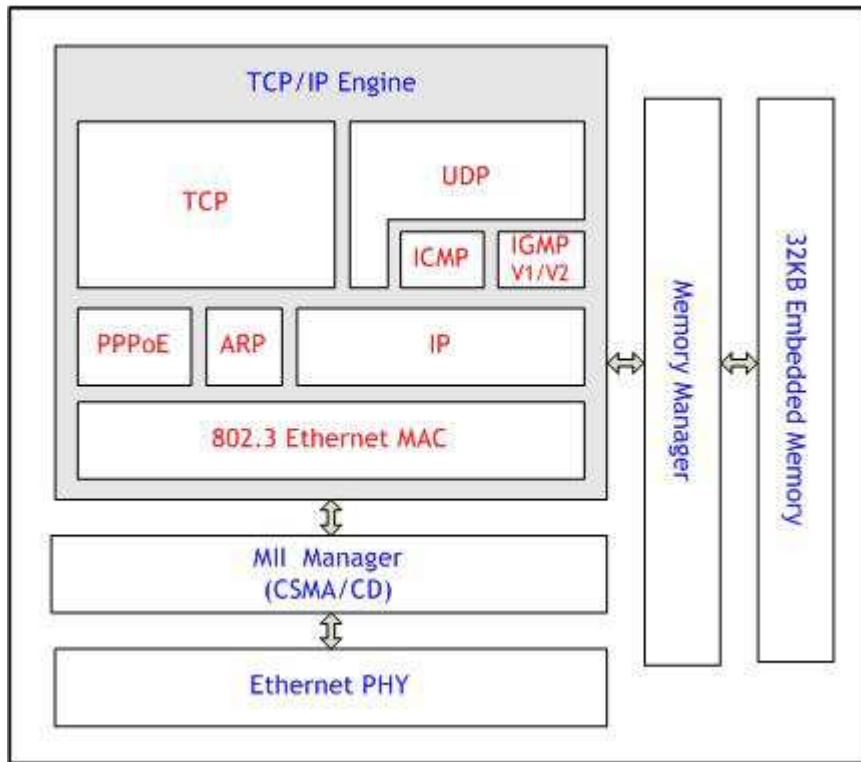 TCP/IP Engine
TCP
UDP
ICMP
IGMP
V1/V2
PPPoE
ARP
IP
802.3 Ethernet MAC
MII Manager
(CSMA/CD)
Ethernet PHY
Memory Manager
32KB Embedded Memory